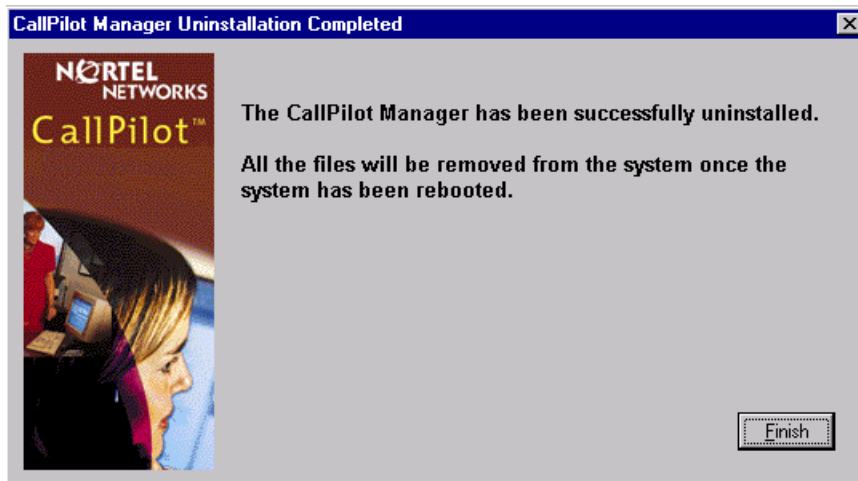 CallPilot Manager Uninstallation Completed
NORTEL
NETWORKS
CallPilot™
The CallPilot Manager has been successfully uninstalled.
All the files will be removed from the system once the
system has been rebooted.
Finish